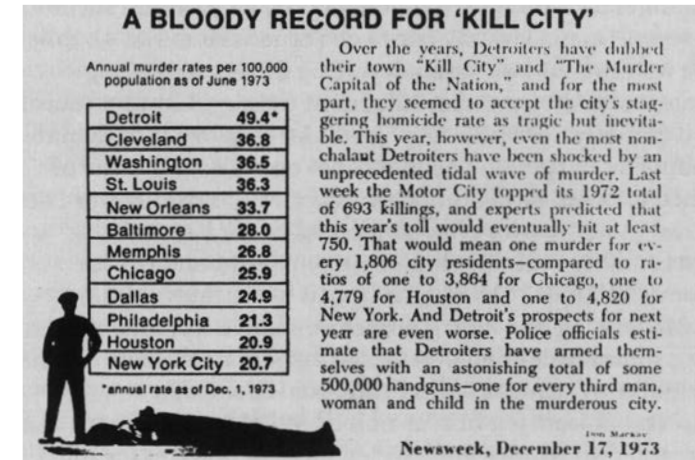 A BLOODY RECORD FOR 'KILL CITY'
Annual murder rates per 100,000
population as of June 1973
Detroit 49.4*
Cleveland 36.8
Washington 36.5
St. Louis 36.3
New Orleans 33.7
Baltimore 28.0
Memphis 26.8
Chicago 25.9
Dallas 24.9
Philadelphia 21.3
Houston 20.9
New York City 20.7
*annual rate as of Dec. 1, 1973
Over the years, Detroiters have dubbed
their town "Kill City" and "The Murder
Capital of the Nation," and for the most
part, they seemed to accept the city's stag-
gering homicide rate as tragic but inevita-
ble. This year, however, even the most non-
chalant Detroiters have been shocked by an
unprecedented tidal wave of murder. Last
week the Motor City topped its 1972 total
of 693 killings, and experts predicted that
this year's toll would eventually hit at least
750. That would mean one murder for ev-
ery 1,806 city residents—compared to ra-
tios of one to 3,864 for Chicago, one to
4,779 for Houston and one to 4,820 for
New York. And Detroit's prospects for next
year are even worse. Police officials esti-
mate that Detroiters have armed them-
selves with an astonishing total of some
500,000 handguns—one for every third man,
woman and child in the murderous city.
Newsweek, December 17, 1973